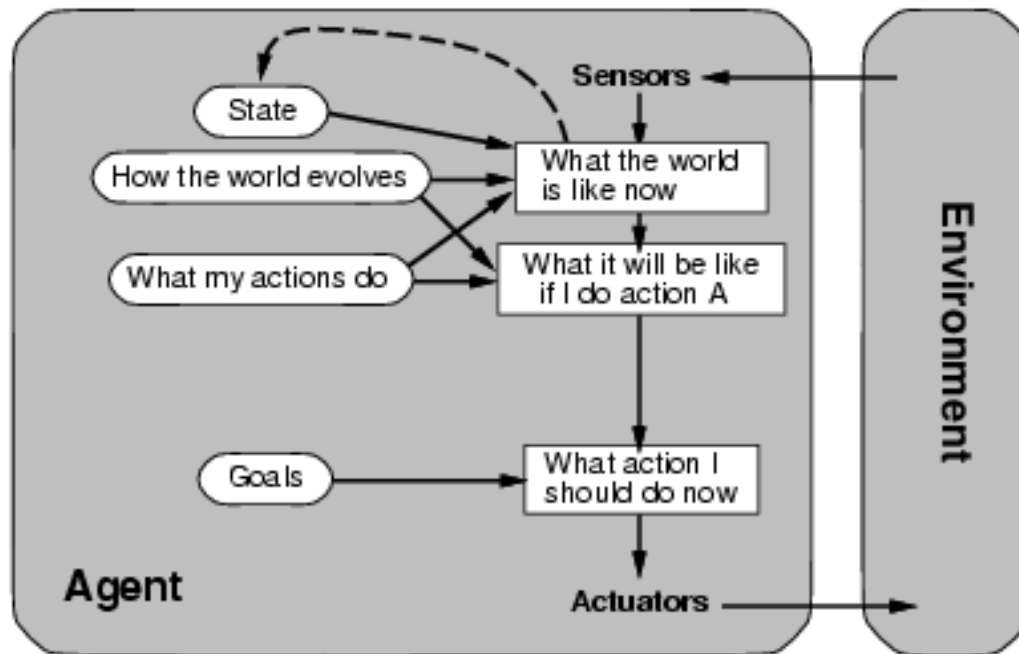 Sensors
State
What the world
is like now
How the world evolves
What my actions do
What it will be like
if I do action A
Goals
What action I
should do now
Agent
Actuators
Environment